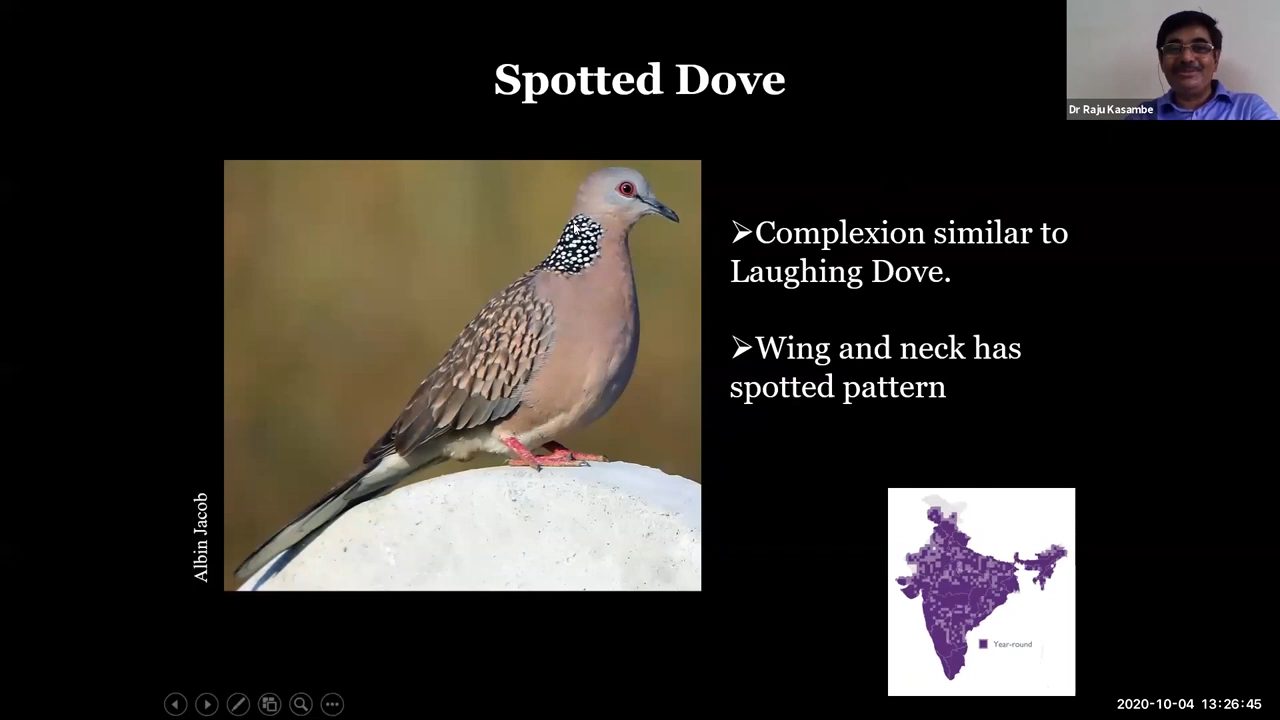 Spotted Dove
Dr Raju Kasambe
➢Complexion similar to
Laughing Dove.
➢Wing and neck has
spotted pattern
Albin Jacob
Year-round
2020-10-04 13:26:45